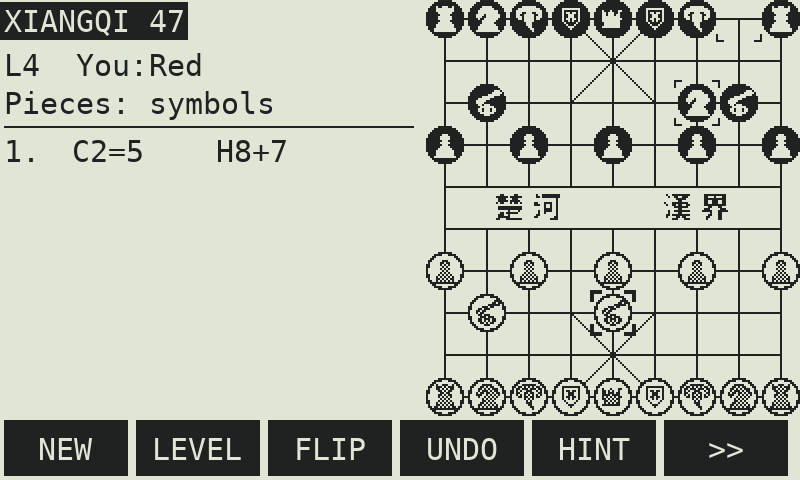 XIANGQI 47
L4  You:Red
Pieces: symbols
1.  C2=5    H8+7
楚河 漢界
NEW LEVEL FLIP UNDO HINT >>